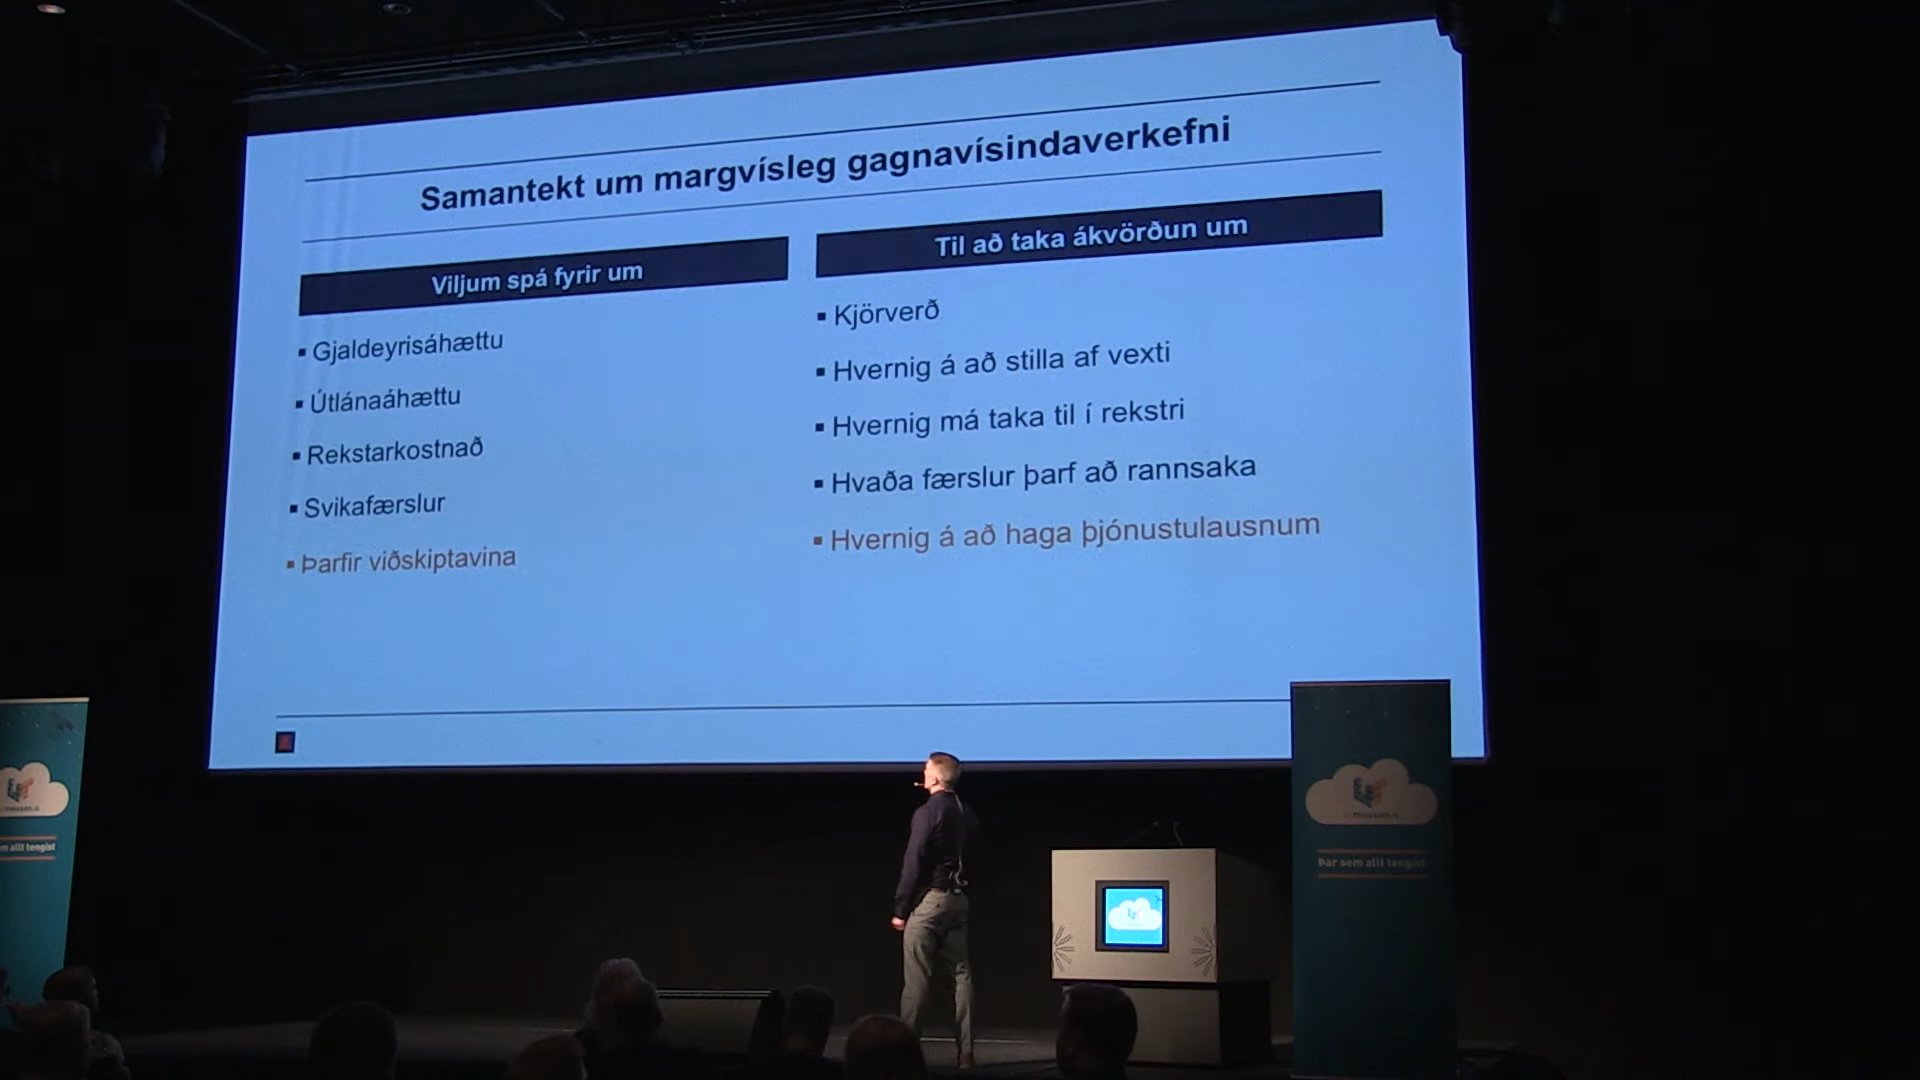 Samantekt um margvísleg gagnavísindaverkefni
Viljum spá fyrir um
▪ Gjaldeyrisáhættu
▪ Útlánaáhættu
▪ Rekstarkostnað
▪ Svikafærslur
▪ Þarfir viðskiptavina
Til að taka ákvörðun um
▪ Kjörverð
▪ Hvernig á að stilla af vexti
▪ Hvernig má taka til í rekstri
▪ Hvaða færslur þarf að rannsaka
▪ Hvernig á að haga þjónustulausnum
allt tengist
Þar sem allt tengist